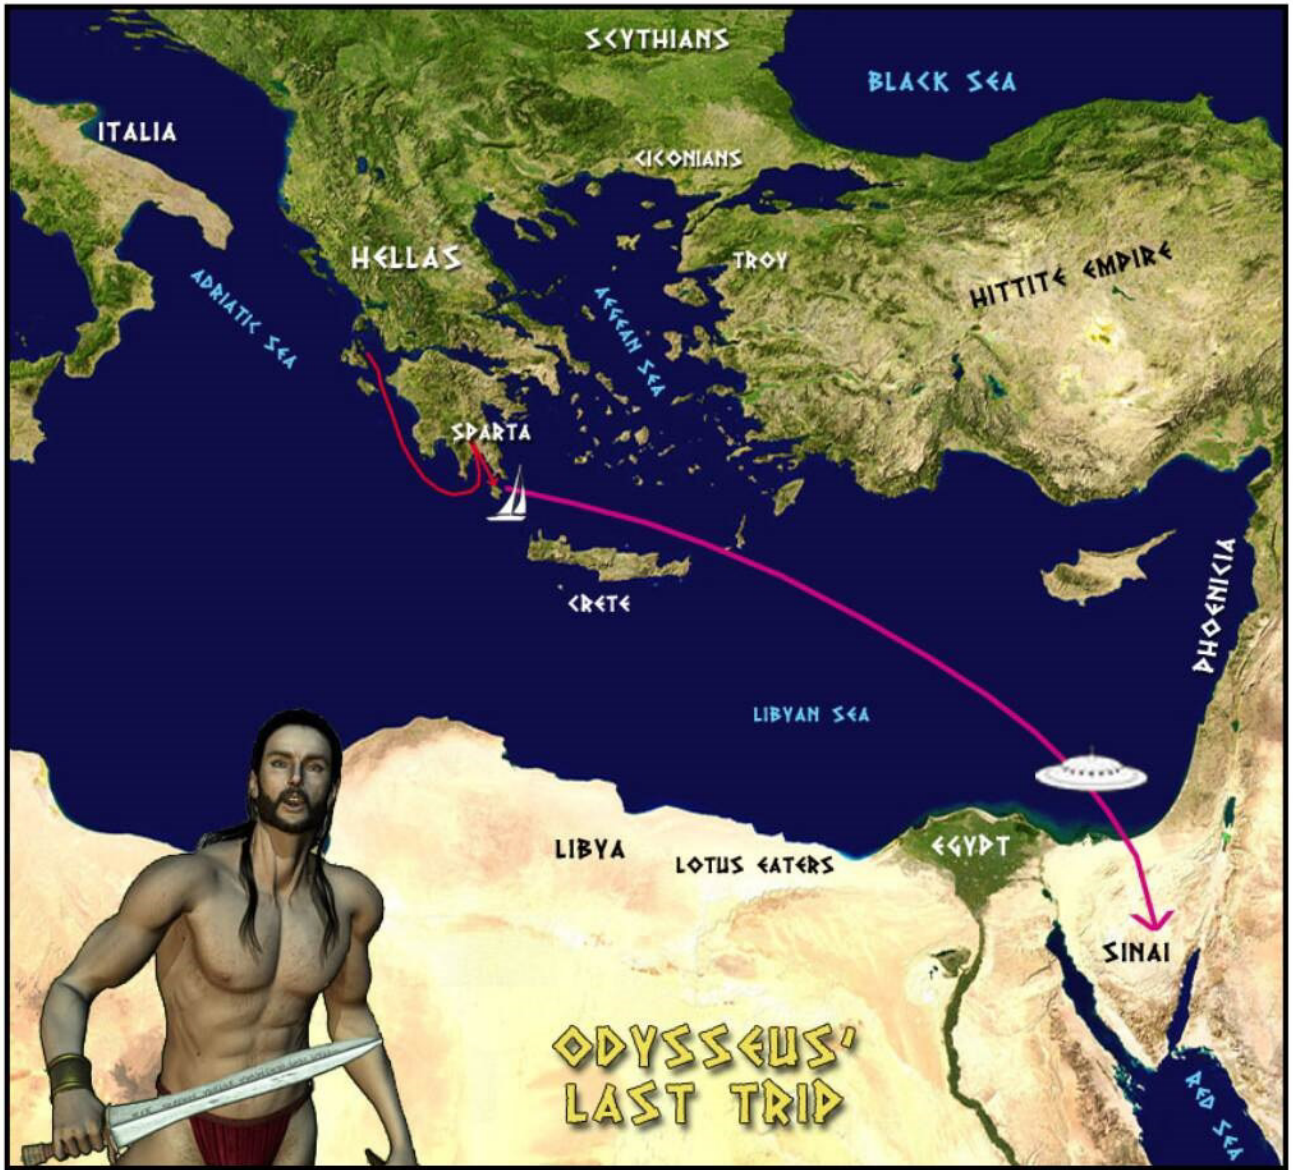 SCYTHIANS
BLACK SEA
ITALIA
CICONIANS
HELLAS
TROY
HITTITE EMPIRE
ADRIATIC SEA
AEGEAN SEA
SPARTA
CRETE
PHOENICIA
LIBYAN SEA
LIBYA
LOTUS EATERS
EGYPT
SINAI
ODYSSEUS'
LAST TRIP
RED SEA